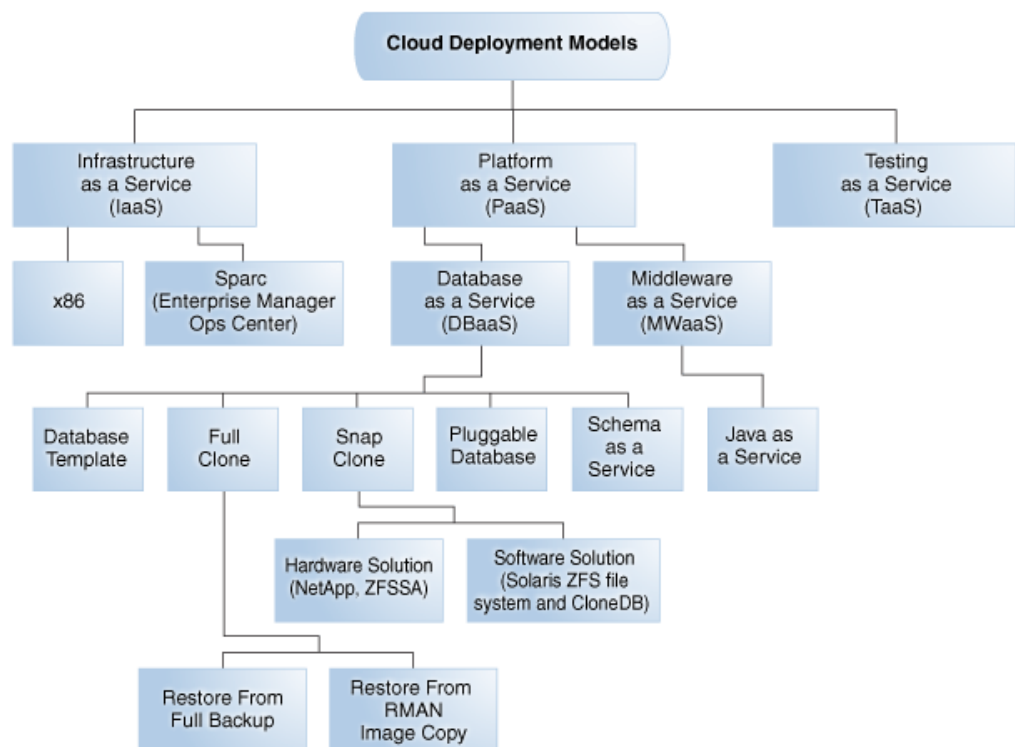 Cloud Deployment Models
Infrastructure
as a Service
(IaaS)
Platform
as a Service
(PaaS)
Testing
as a Service
(TaaS)
x86
Sparc
(Enterprise Manager
Ops Center)
Database
as a Service
(DBaaS)
Middleware
as a Service
(MWaaS)
Database
Template
Full
Clone
Snap
Clone
Pluggable
Database
Schema
as a
Service
Java as
a Service
Hardware Solution
(NetApp, ZFSSA)
Software Solution
(Solaris ZFS file
system and CloneDB)
Restore From
Full Backup
Restore From
RMAN
Image Copy